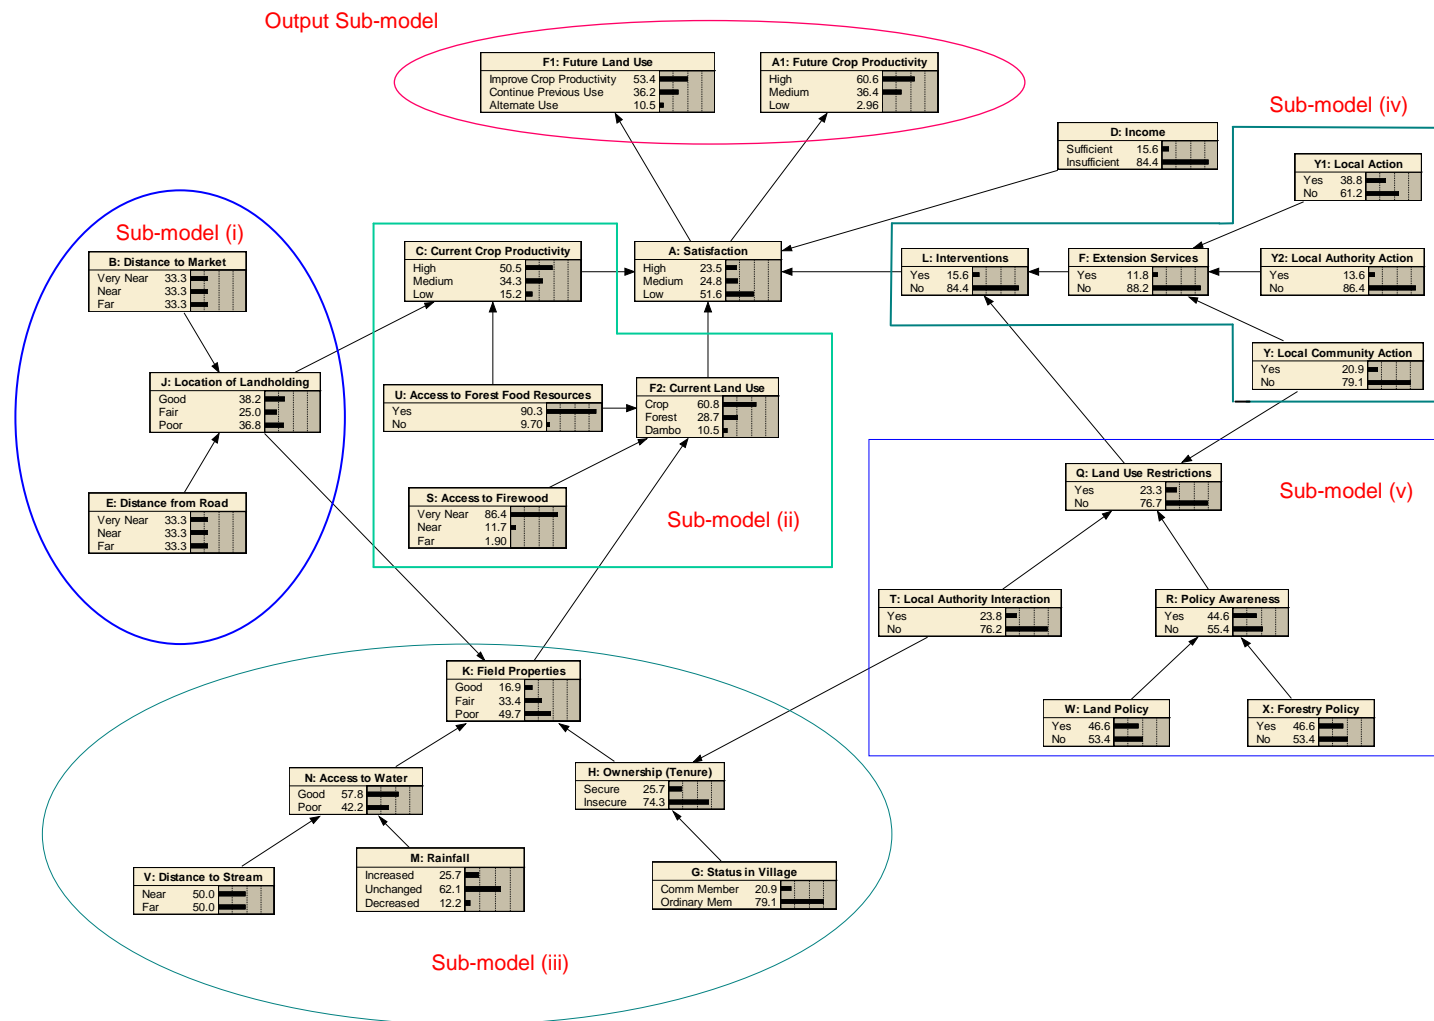 Output Sub-model
F1: Future Land Use
Improve Crop Productivity 53.4
Continue Previous Use 36.2
Alternate Use 10.5
A1: Future Crop Productivity
High 60.6
Medium 36.4
Low 2.96
Sub-model (iv)
D: Income
Sufficient 15.6
Insufficient 84.4
Y1: Local Action
Yes 38.8
No 61.2
Sub-model (i)
B: Distance to Market
Very Near 33.3
Near 33.3
Far 33.3
C: Current Crop Productivity
High 50.5
Medium 34.3
Low 15.2
A: Satisfaction
High 23.5
Medium 24.8
Low 51.6
L: Interventions
Yes 15.6
No 84.4
F: Extension Services
Yes 11.8
No 88.2
Y2: Local Authority Action
Yes 13.6
No 86.4
Y: Local Community Action
Yes 20.9
No 79.1
J: Location of Landholding
Good 38.2
Fair 25.0
Poor 36.8
U: Access to Forest Food Resources
Yes 90.3
No 9.70
F2: Current Land Use
Crop 60.8
Forest 28.7
Dambo 10.5
E: Distance from Road
Very Near 33.3
Near 33.3
Far 33.3
S: Access to Firewood
Very Near 86.4
Near 11.7
Far 1.90
Sub-model (ii)
Q: Land Use Restrictions
Yes 23.3
No 76.7
Sub-model (v)
T: Local Authority Interaction
Yes 23.8
No 76.2
R: Policy Awareness
Yes 44.6
No 55.4
K: Field Properties
Good 16.9
Fair 33.4
Poor 49.7
W: Land Policy
Yes 46.6
No 53.4
X: Forestry Policy
Yes 46.6
No 53.4
N: Access to Water
Good 57.8
Poor 42.2
H: Ownership (Tenure)
Secure 25.7
Insecure 74.3
V: Distance to Stream
Near 50.0
Far 50.0
M: Rainfall
Increased 25.7
Unchanged 62.1
Decreased 12.2
G: Status in Village
Comm Member 20.9
Ordinary Mem 79.1
Sub-model (iii)